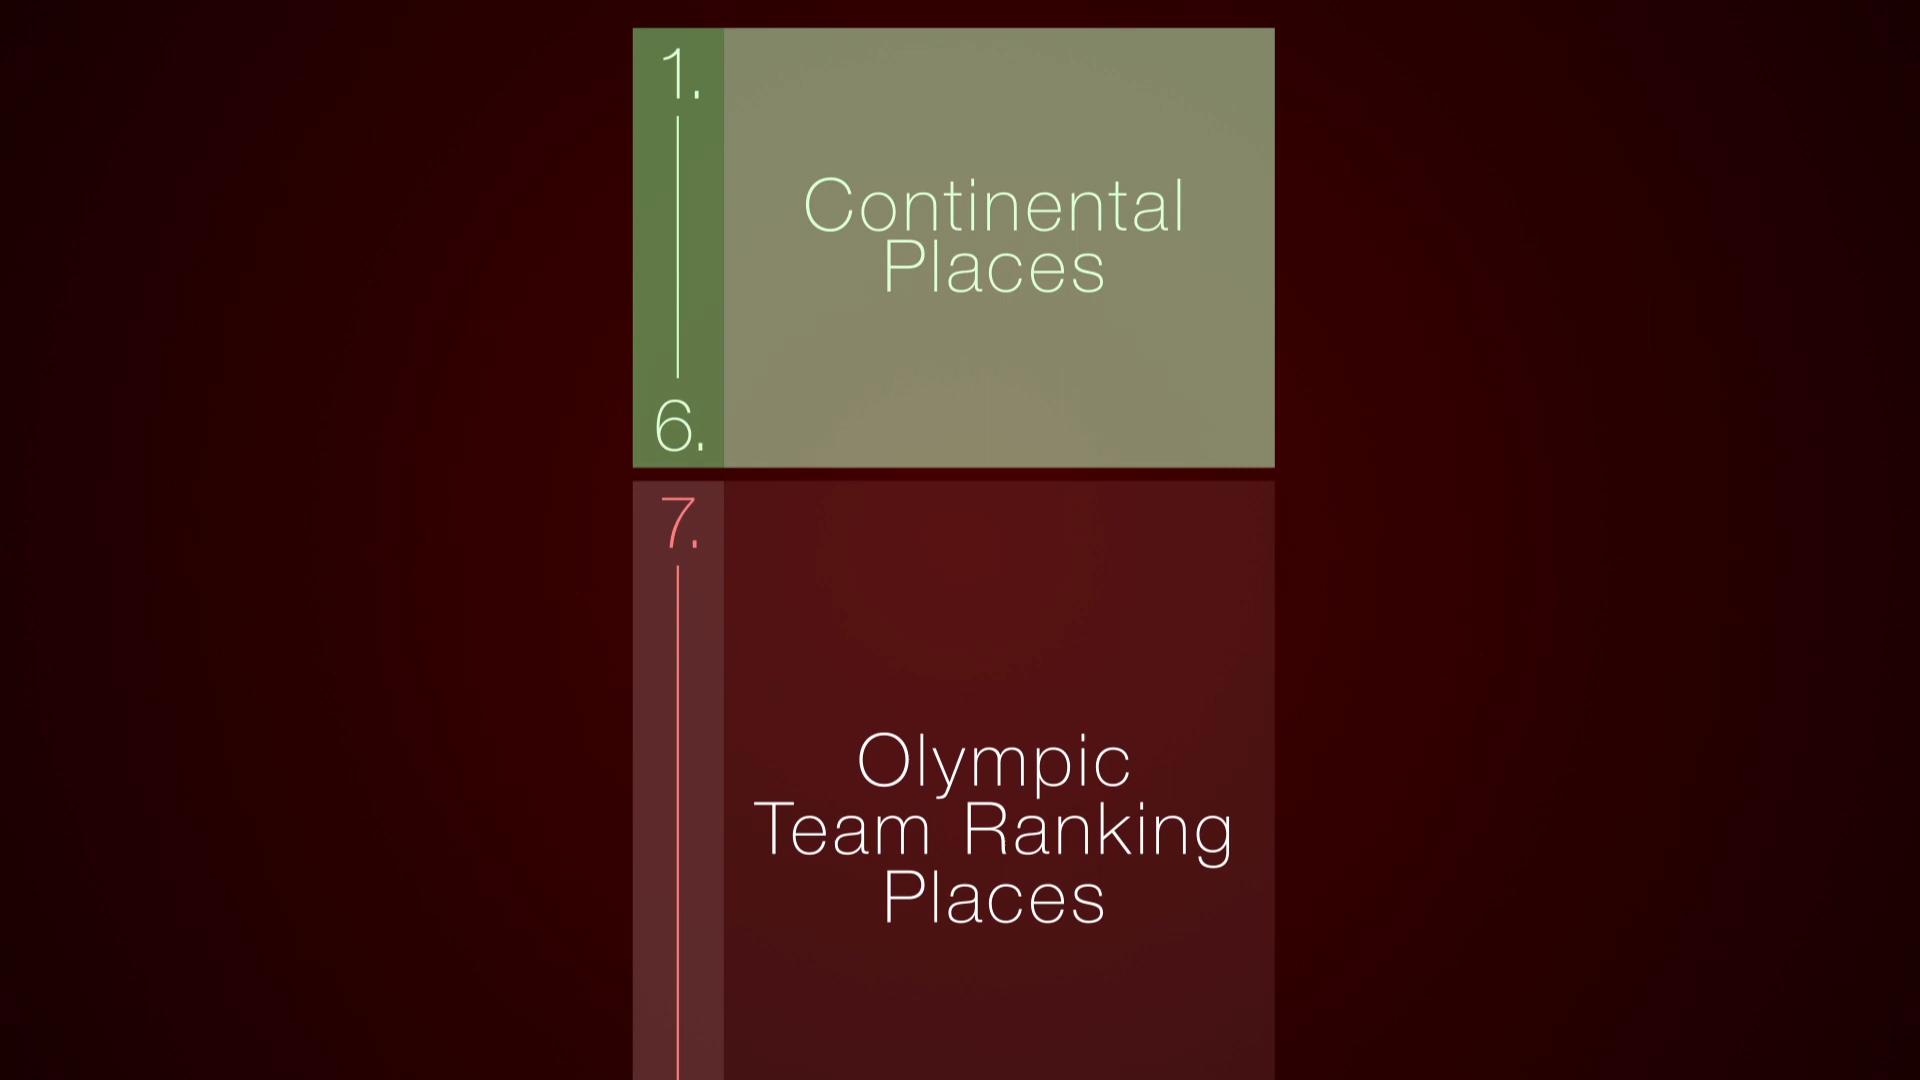 1.
Continental
Places
6.
7.
Olympic
Team Ranking
Places